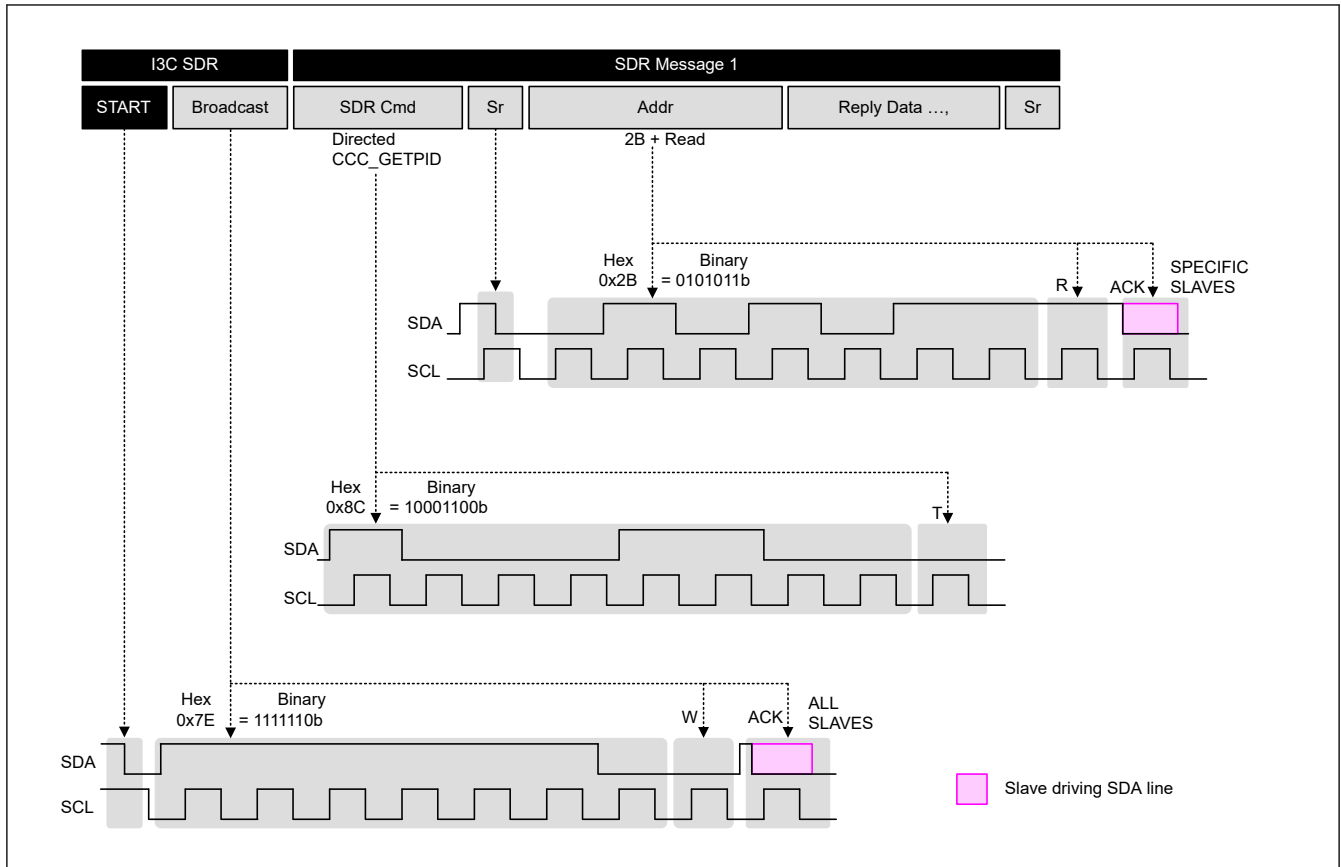 I3C SDR
SDR Message 1
START
Broadcast
SDR Cmd
Sr
Addr
Reply Data …,
Sr
Directed
CCC_GETPID
2B + Read
Hex
0x2B
Binary
= 0101011b
R
ACK
SPECIFIC
SLAVES
SDA
SCL
Hex
0x8C
Binary
= 10001100b
T
SDA
SCL
Hex
0x7E
Binary
= 1111110b
W
ACK
ALL
SLAVES
SDA
SCL
Slave driving SDA line